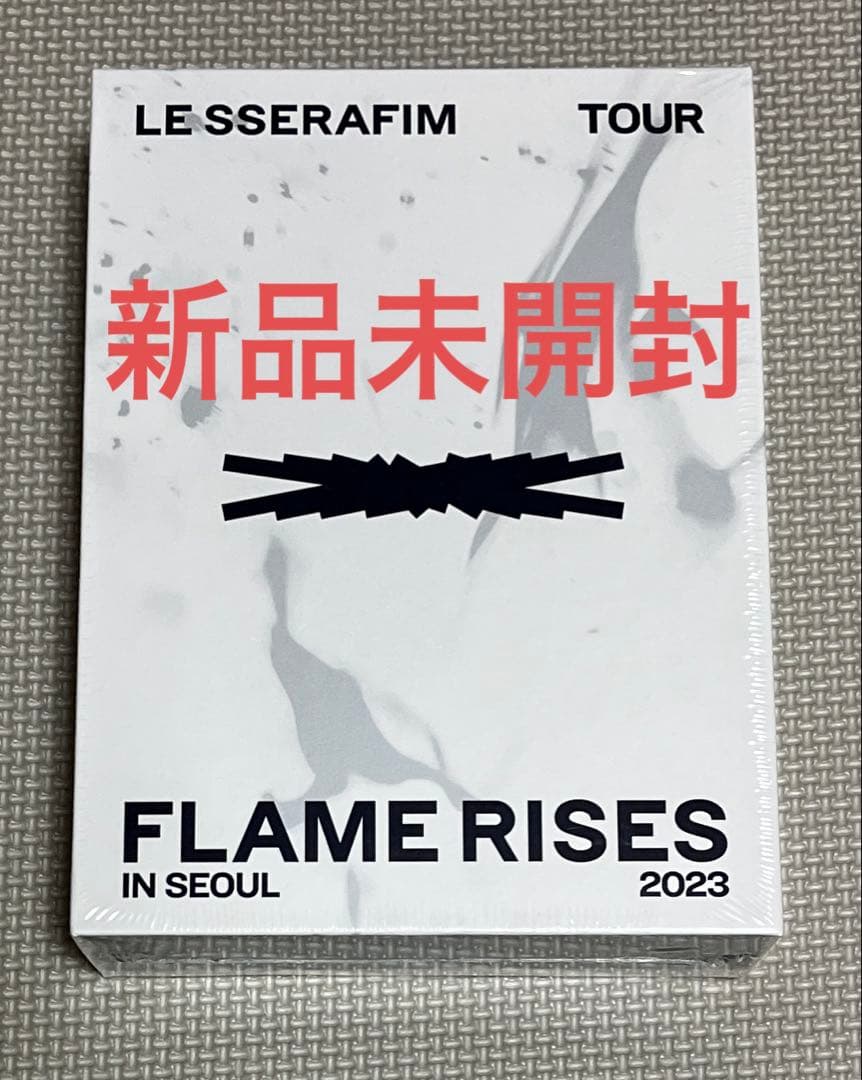 LE SSERAFIM TOUR
新品未開封
FLAME RISES
IN SEOUL 2023